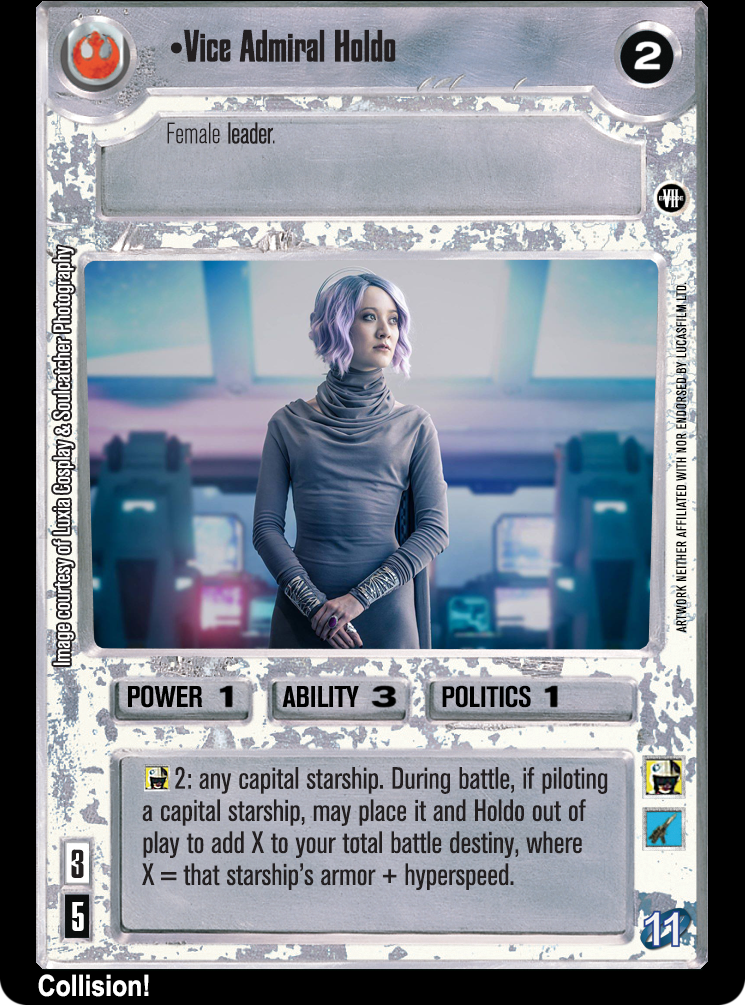 •Vice Admiral Holdo
2
Female leader.
EPISODE
VII
Image courtesy of Luxia Cosplay & Soulcatcher Photography
ARTWORK NEITHER AFFILIATED WITH NOR ENDORSED BY LUCASFILM LTD.
POWER 1
ABILITY 3
POLITICS 1
2: any capital starship. During battle, if piloting
a capital starship, may place it and Holdo out of
play to add X to your total battle destiny, where
X = that starship's armor + hyperspeed.
3
5
11
Collision!